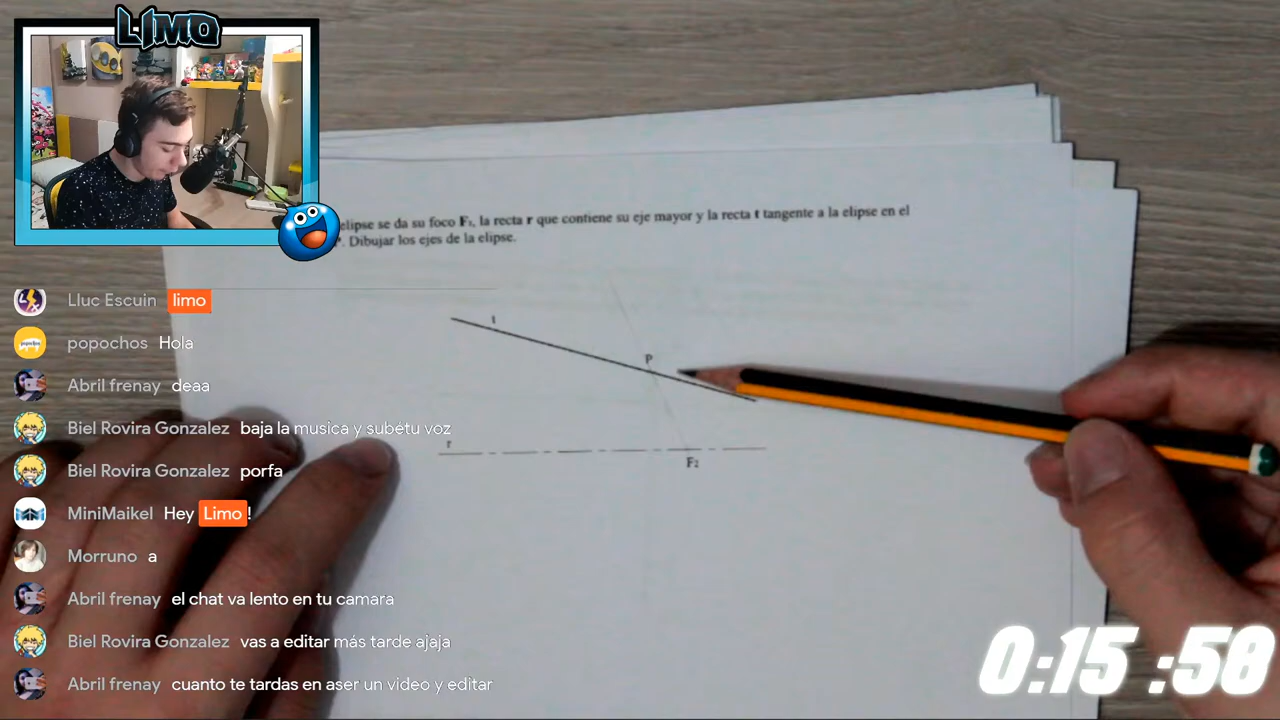 LIMO
elipse se da su foco F₁, la recta r que contiene su eje mayor y la recta t tangente a la elipse en el
P. Dibujar los ejes de la elipse.
t
P
r
F₂
Lluc Escuin limo
popochos Hola
Abril frenay deaa
Biel Rovira Gonzalez baja la musica y subétu voz
Biel Rovira Gonzalez porfa
MiniMaikel Hey Limo!
Morruno a
Abril frenay el chat va lento en tu camara
Biel Rovira Gonzalez vas a editar más tarde ajaja
Abril frenay cuanto te tardas en aser un video y editar
0:15 :58